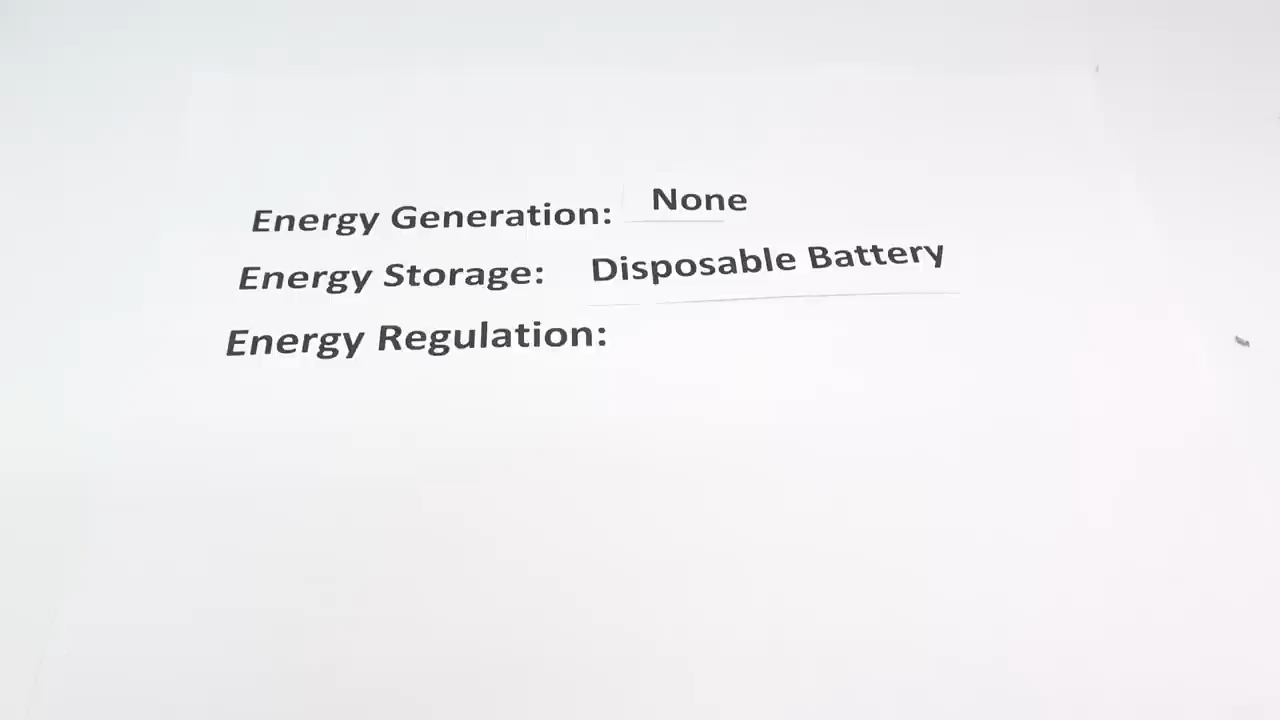 Energy Generation: None
Energy Storage: Disposable Battery
Energy Regulation: